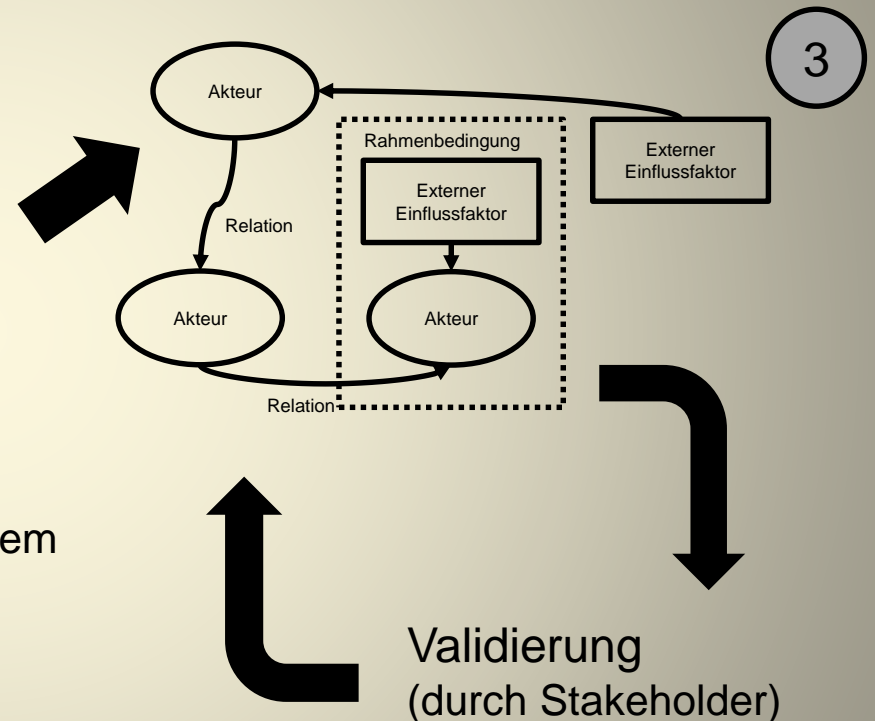 3
Akteur
Rahmenbedingung
Externer
Einflussfaktor
Externer
Einflussfaktor
Relation
Akteur
Akteur
Relation
em
Validierung
(durch Stakeholder)